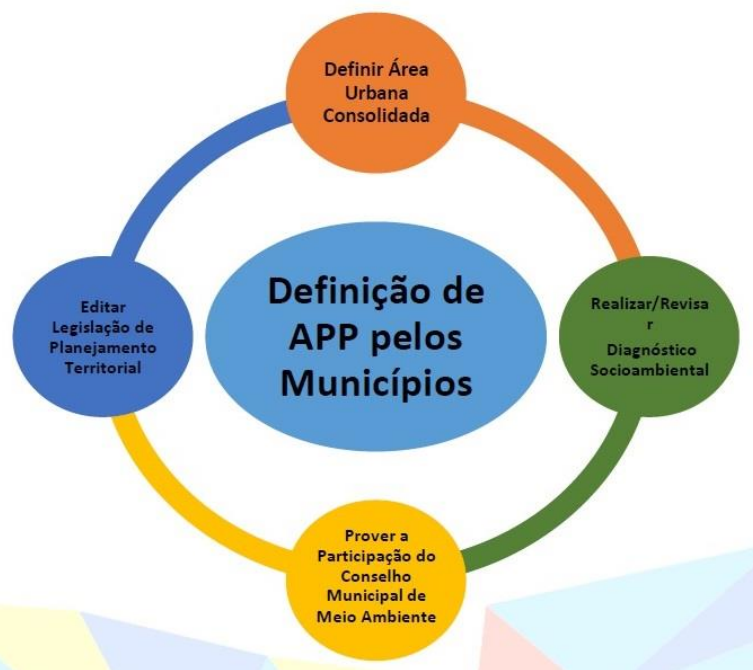 Definir Área
Urbana
Consolidada
Editar
Legislação de
Planejamento
Territorial
Definição de
APP pelos
Municípios
Realizar/Revisa
r
Diagnóstico
Socioambiental
Prover a
Participação do
Conselho
Municipal de
Meio Ambiente